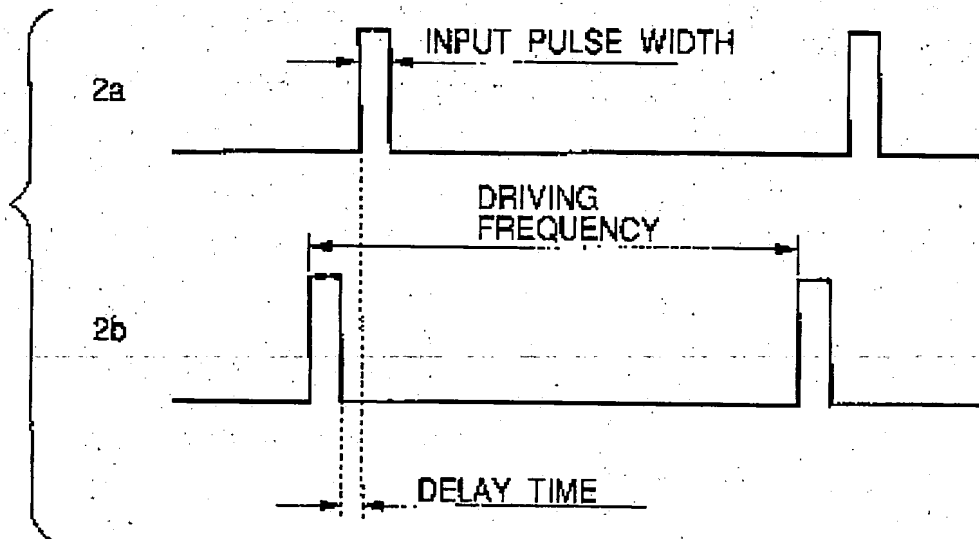 INPUT PULSE WIDTH
2a
DRIVING
FREQUENCY
2b
DELAY TIME